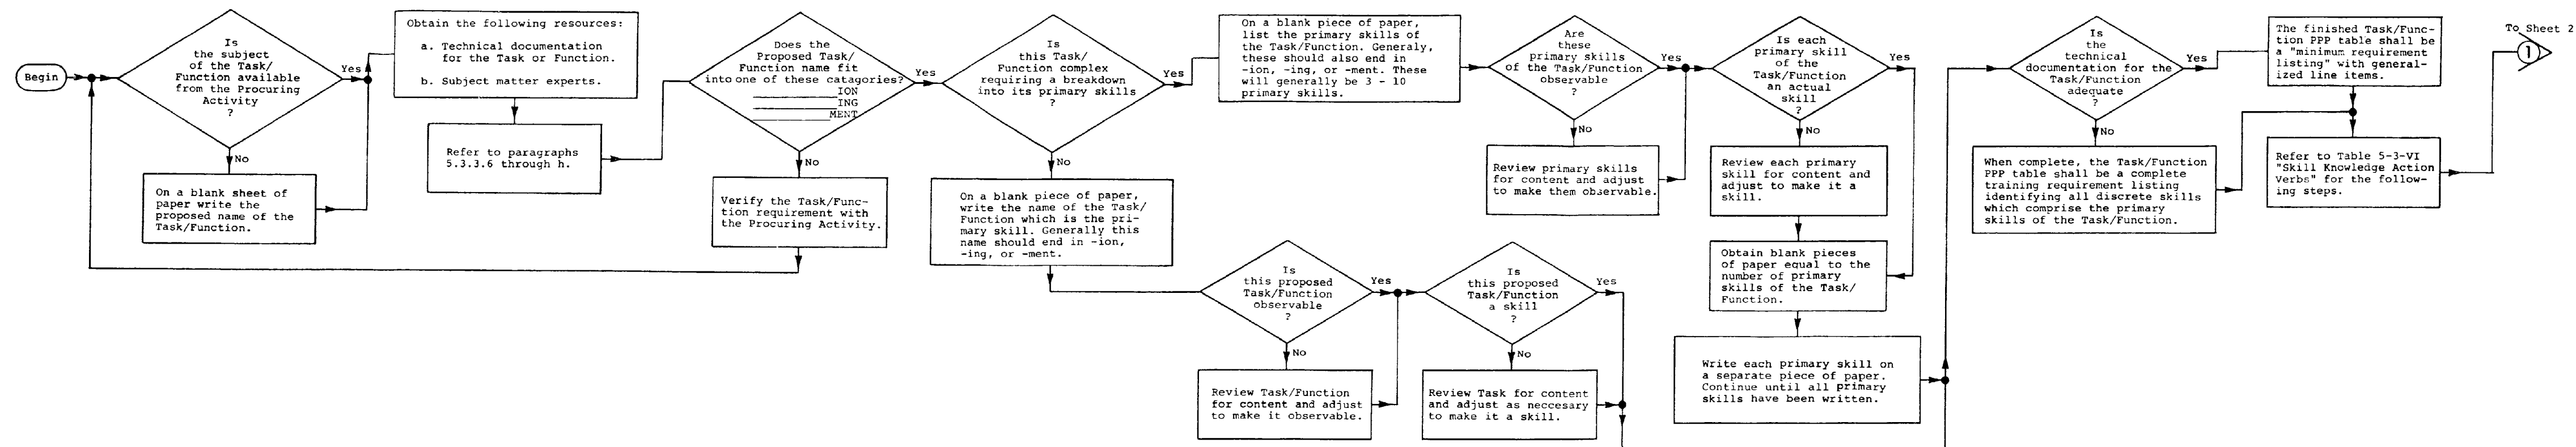 Begin
Is
the subject
of the Task/
Function available
from the Procuring
Activity
?
Yes
No
On a blank sheet of
paper write the
proposed name of the
Task/Function.
Obtain the following resources:
a. Technical documentation
for the Task or Function.
b. Subject matter experts.
Refer to paragraphs
5.3.3.6 through h.
Does the
Proposed Task/
Function name fit
into one of these catagories?
____________ION
____________ING
___________MENT
Yes
No
Verify the Task/Func-
tion requirement with
the Procuring Activity.
Is
this Task/
Function complex
requiring a breakdown
into its primary skills
?
Yes
No
On a blank piece of paper,
write the name of the Task/
Function which is the pri-
mary skill. Generally this
name should end in -ion,
-ing, or -ment.
On a blank piece of paper,
list the primary skills of
the Task/Function. Generaly,
these should also end in
-ion, -ing, or -ment. These
will generally be 3 - 10
primary skills.
Are
these
primary skills
of the Task/Function
observable
?
Yes
No
Review primary skills
for content and adjust
to make them observable.
Is each
primary skill
of the
Task/Function
an actual
skill
?
Yes
No
Review each primary
skill for content and
adjust to make it a
skill.
Obtain blank pieces
of paper equal to the
number of primary
skills of the Task/
Function.
Write each primary skill on
a separate piece of paper.
Continue until all primary
skills have been written.
Is
this proposed
Task/Function
observable
?
Yes
No
Review Task/Function
for content and adjust
to make it observable.
Is
this proposed
Task/Function
a skill
?
Yes
No
Review Task for content
and adjust as neccesary
to make it a skill.
Is
the
technical
documentation for the
Task/Function
adequate
?
Yes
No
When complete, the Task/Function
PPP table shall be a complete
training requirement listing
identifying all discrete skills
which comprise the primary
skills of the Task/Function.
The finished Task/Func-
tion PPP table shall be
a "minimum requirement
listing" with general-
ized line items.
Refer to Table 5-3-VI
"Skill Knowledge Action
Verbs" for the follow-
ing steps.
To Sheet 2
1